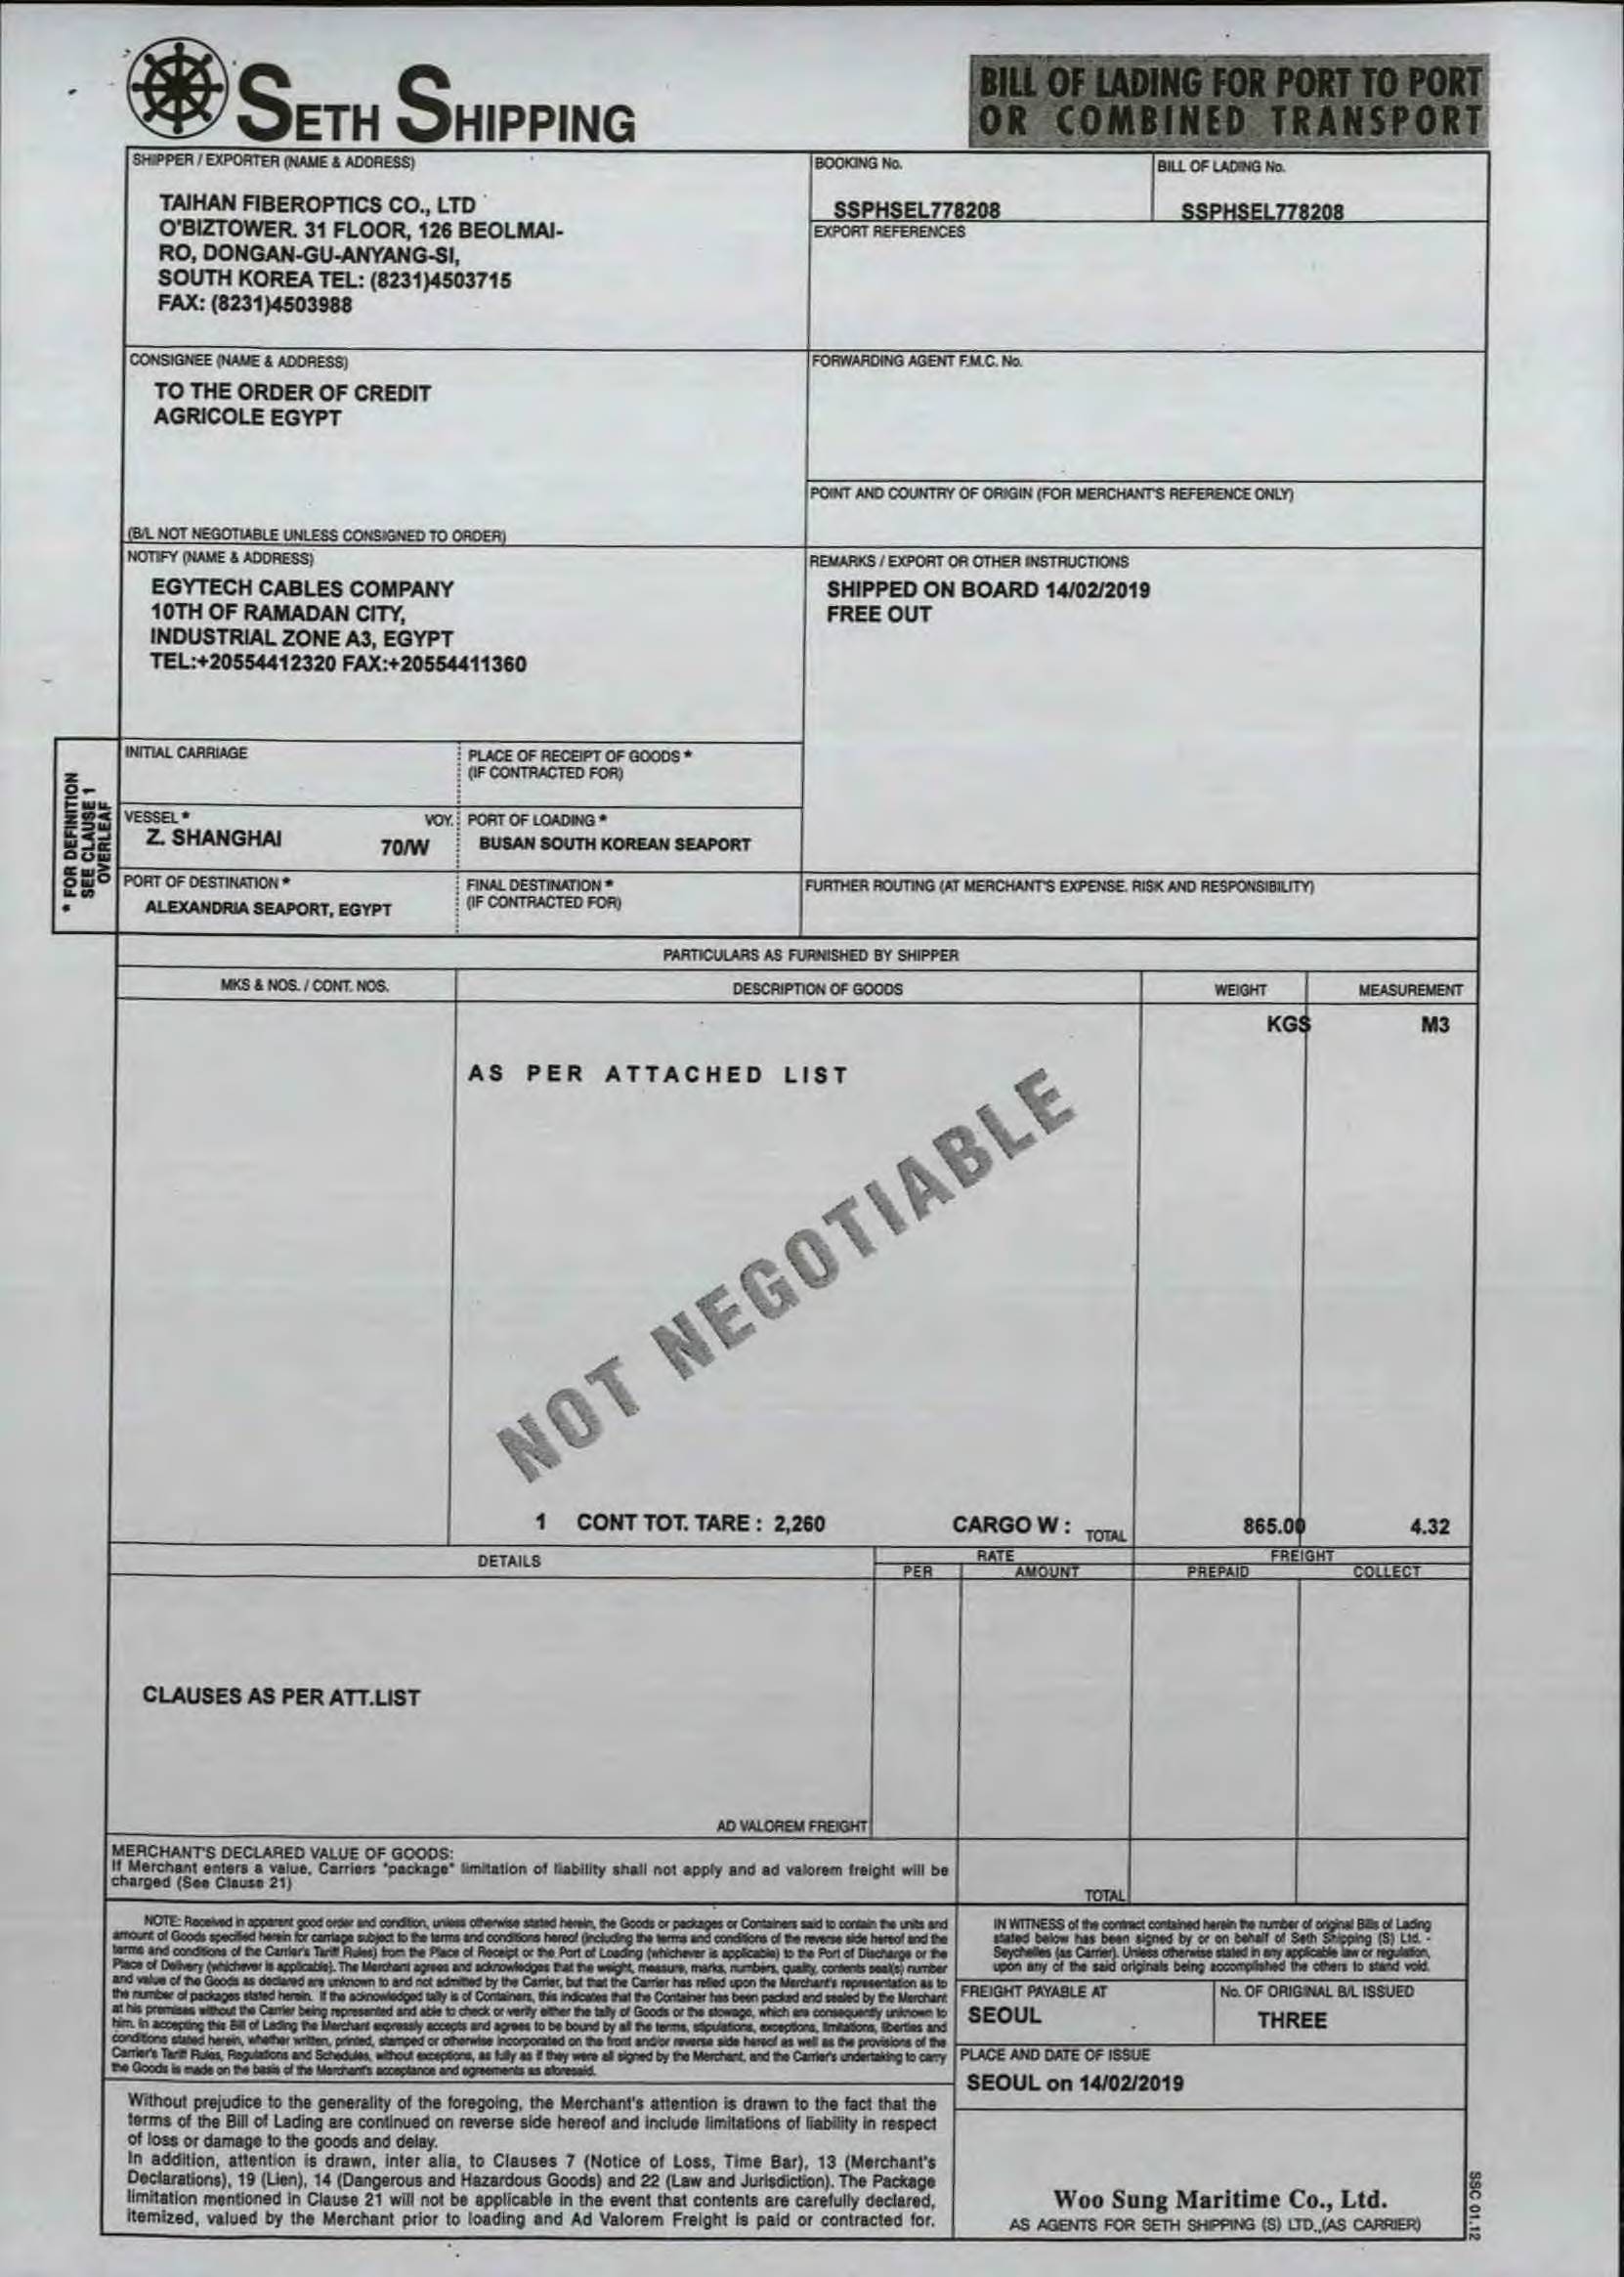 SETH SHIPPING
BILL OF LADING FOR PORT TO PORT
OR COMBINED TRANSPORT
SHIPPER / EXPORTER (NAME & ADDRESS)
TAIHAN FIBEROPTICS CO., LTD
O'BIZTOWER. 31 FLOOR, 126 BEOLMAI-
RO, DONGAN-GU-ANYANG-SI,
SOUTH KOREA TEL: (8231)4503715
FAX: (8231)4503988
BOOKING No.
SSPHSEL778208
BILL OF LADING No.
SSPHSEL778208
EXPORT REFERENCES
CONSIGNEE (NAME & ADDRESS)
TO THE ORDER OF CREDIT
AGRICOLE EGYPT
(B/L NOT NEGOTIABLE UNLESS CONSIGNED TO ORDER)
FORWARDING AGENT F.M.C. No.
POINT AND COUNTRY OF ORIGIN (FOR MERCHANT'S REFERENCE ONLY)
NOTIFY (NAME & ADDRESS)
EGYTECH CABLES COMPANY
10TH OF RAMADAN CITY,
INDUSTRIAL ZONE A3, EGYPT
TEL:+20554412320 FAX:+20554411360
REMARKS / EXPORT OR OTHER INSTRUCTIONS
SHIPPED ON BOARD 14/02/2019
FREE OUT
* FOR DEFINITION
SEE CLAUSE 1
OVERLEAF
INITIAL CARRIAGE
PLACE OF RECEIPT OF GOODS *
(IF CONTRACTED FOR)
VESSEL * VOY.
Z. SHANGHAI 70/W
PORT OF LOADING *
BUSAN SOUTH KOREAN SEAPORT
PORT OF DESTINATION *
ALEXANDRIA SEAPORT, EGYPT
FINAL DESTINATION *
(IF CONTRACTED FOR)
FURTHER ROUTING (AT MERCHANT'S EXPENSE. RISK AND RESPONSIBILITY)
PARTICULARS AS FURNISHED BY SHIPPER
MKS & NOS. / CONT. NOS. DESCRIPTION OF GOODS WEIGHT MEASUREMENT
KGS M3
AS PER ATTACHED LIST
NOT NEGOTIABLE
1 CONT TOT. TARE : 2,260 CARGO W : TOTAL 865.00 4.32
DETAILS RATE FREIGHT
PER AMOUNT PREPAID COLLECT
CLAUSES AS PER ATT.LIST
AD VALOREM FREIGHT
MERCHANT'S DECLARED VALUE OF GOODS:
If Merchant enters a value, Carriers "package" limitation of liability shall not apply and ad valorem freight will be
charged (See Clause 21)
TOTAL
NOTE: Received in apparent good order and condition, unless otherwise stated herein, the Goods or packages or Containers said to contain the units and
amount of Goods specified herein for carriage subject to the terms and conditions hereof (including the terms and conditions of the reverse side hereof and the
terms and conditions of the Carrier's Tariff Rules) from the Place of Receipt or the Port of Loading (whichever is applicable) to the Port of Discharge or the
Place of Delivery (whichever is applicable). The Merchant agrees and acknowledges that the weight, measure, marks, numbers, quality, contents seal(s) number
and value of the Goods as declared are unknown to and not admitted by the Carrier, but that the Carrier has relied upon the Merchant's representation as to
the number of packages stated herein. If the acknowledged tally is of Containers, this indicates that the Container has been packed and sealed by the Merchant
at his premises without the Carrier being represented and able to check or verify either the tally of Goods or the stowage, which are consequently unknown to
him. In accepting this Bill of Lading the Merchant expressly accepts and agrees to be bound by all the terms, stipulations, exceptions, limitations, liberties and
conditions stated herein, whether written, printed, stamped or otherwise incorporated on the front and/or reverse side hereof as well as the provisions of the
Carrier's Tariff Rules, Regulations and Schedules, without exceptions, as fully as if they were all signed by the Merchant, and the Carrier's undertaking to carry
the Goods is made on the basis of the Merchant's acceptance and agreements as aforesaid.
IN WITNESS of the contract contained herein the number of original Bills of Lading
stated below has been signed by or on behalf of Seth Shipping (S) Ltd. -
Seychelles (as Carrier). Unless otherwise stated in any applicable law or regulation,
upon any of the said originals being accomplished the others to stand void.
FREIGHT PAYABLE AT
SEOUL
No. OF ORIGINAL B/L ISSUED
THREE
PLACE AND DATE OF ISSUE
SEOUL on 14/02/2019
Without prejudice to the generality of the foregoing, the Merchant's attention is drawn to the fact that the
terms of the Bill of Lading are continued on reverse side hereof and include limitations of liability in respect
of loss or damage to the goods and delay.
In addition, attention is drawn, inter alia, to Clauses 7 (Notice of Loss, Time Bar), 13 (Merchant's
Declarations), 19 (Lien), 14 (Dangerous and Hazardous Goods) and 22 (Law and Jurisdiction). The Package
limitation mentioned in Clause 21 will not be applicable in the event that contents are carefully declared,
itemized, valued by the Merchant prior to loading and Ad Valorem Freight is paid or contracted for.
Woo Sung Maritime Co., Ltd.
AS AGENTS FOR SETH SHIPPING (S) LTD.,(AS CARRIER)
SSC 01.12